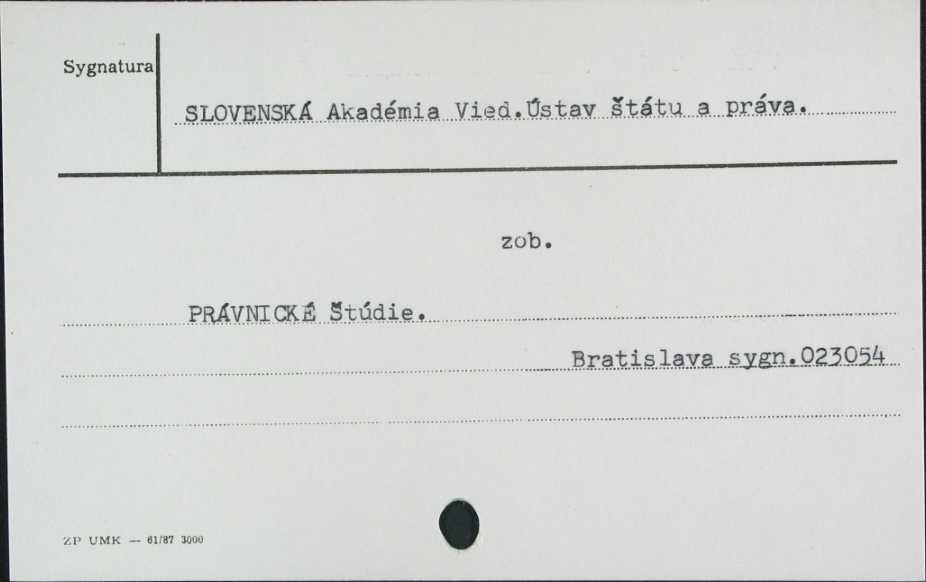 Sygnatura
SLOVENSKÁ Akadémia Vied.Ústav štátu a práva.
zob.
PRÁVNICKÉ Štúdie.
Bratislava sygn.023054
ZP UMK — 61/87 3000